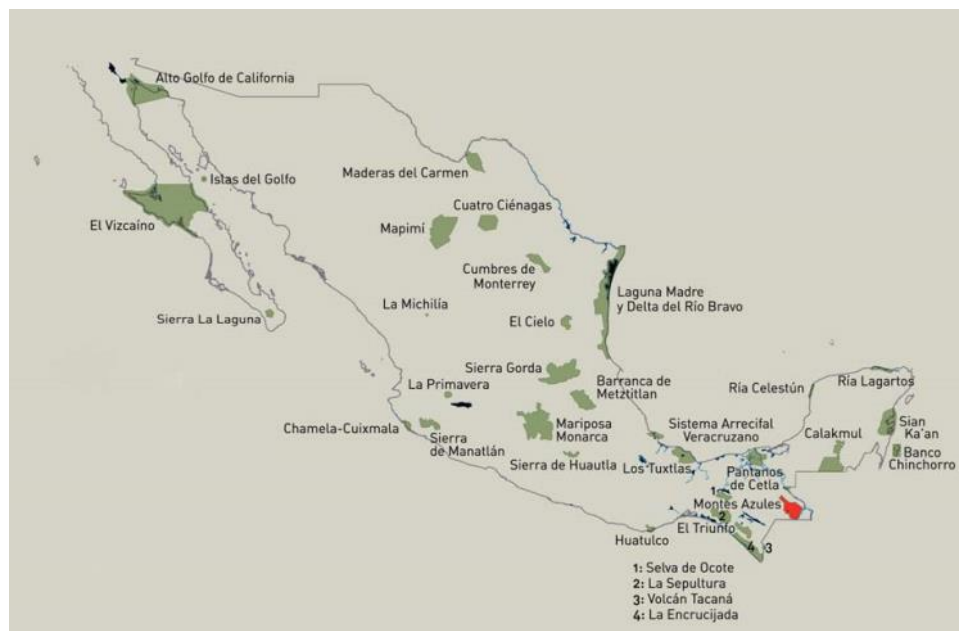 Alto Golfo de California
Maderas del Carmen
Islas del Golfo
Cuatro Ciénagas
El Vizcaíno
Mapimí
Cumbres de
Monterrey
Laguna Madre
y Delta del Río Bravo
La Michilía
Sierra La Laguna
El Cielo
Sierra Gorda
La Primavera
Barranca de
Metztitlan
Ría Celestún
Ría Lagartos
Chamela-Cuixmala
Sierra
de Manatlán
Mariposa
Monarca
Sistema Arrecifal
Veracruzano
Calakmul
Sian
Ka'an
Banco
Chinchorro
Sierra de Huautla
Los Tuxtlas
Pantanos
de Cetla
1
Montes Azules
2
El Triunfo
Huatulco
4
3
1: Selva de Ocote
2: La Sepultura
3: Volcán Tacaná
4: La Encrucijada